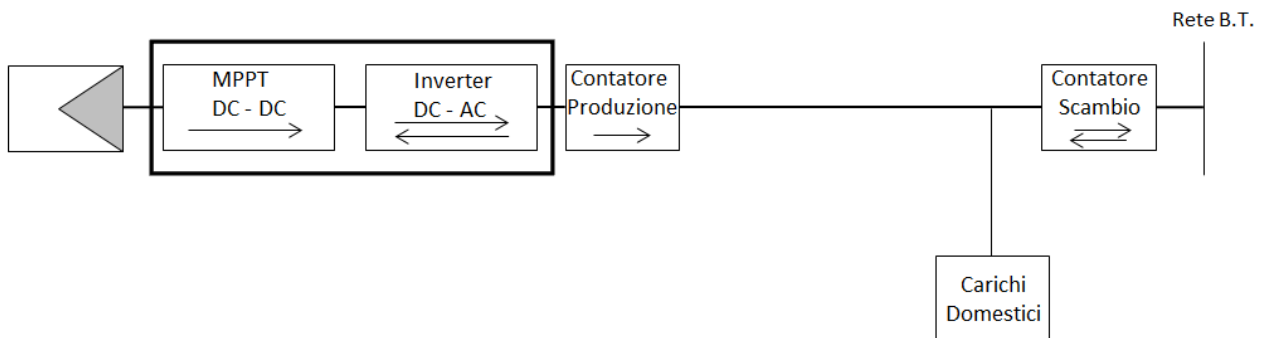 Rete B.T.
MPPT
DC - DC
Inverter
DC - AC
Contatore
Produzione
Contatore
Scambio
Carichi
Domestici